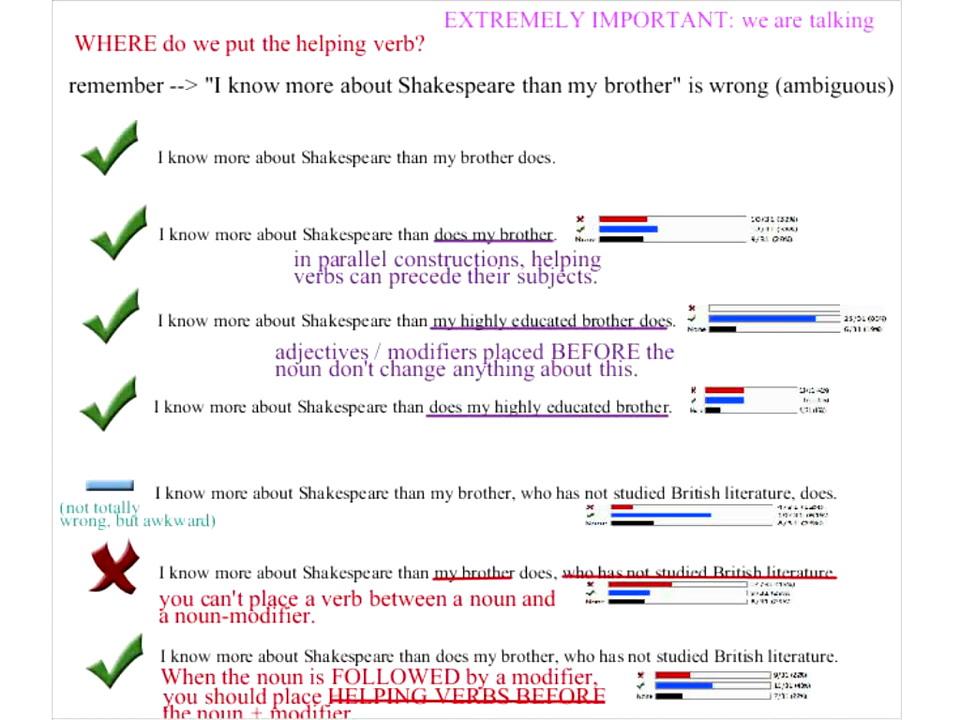 EXTREMELY IMPORTANT: we are talking
WHERE do we put the helping verb?
remember --> "I know more about Shakespeare than my brother" is wrong (ambiguous)
I know more about Shakespeare than my brother does.
I know more about Shakespeare than does my brother.
None
in parallel constructions, helping
verbs can precede their subjects.
I know more about Shakespeare than my highly educated brother does.
None
adjectives / modifiers placed BEFORE the
noun don't change anything about this.
I know more about Shakespeare than does my highly educated brother.
I know more about Shakespeare than my brother, who has not studied British literature, does.
(not totally
wrong, but awkward)
None
I know more about Shakespeare than my brother does, who has not studied British literature.
None
you can't place a verb between a noun and
a noun-modifier.
I know more about Shakespeare than does my brother, who has not studied British literature.
When the noun is FOLLOWED by a modifier,
you should place HELPING VERBS BEFORE
None
the noun + modifier